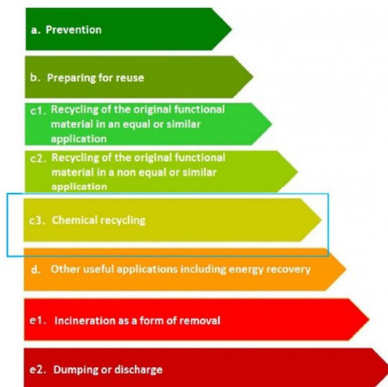 a. Prevention
b. Preparing for reuse
c1. Recycling of the original functional
material in an equal or similar
application
c2. Recycling of the original functional
material in a non equal or similar
application
c3. Chemical recycling
d. Other useful applications including energy recovery
e1. Incineration as a form of removal
e2. Dumping or discharge